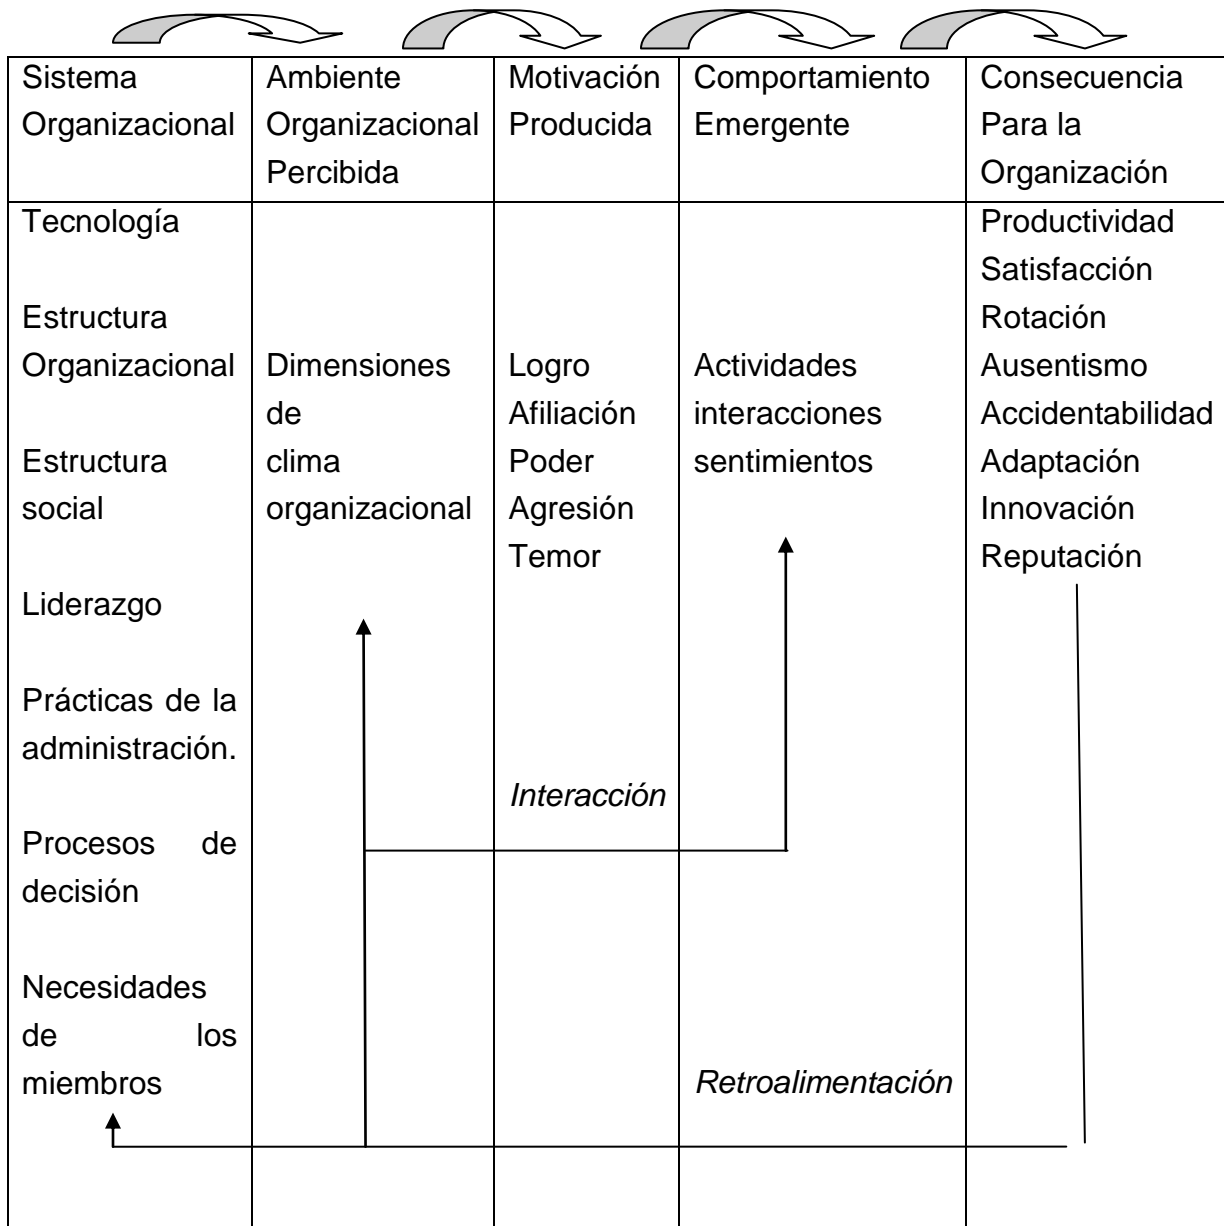 Sistema
Organizacional
Ambiente
Organizacional
Percibida
Motivación
Producida
Comportamiento
Emergente
Consecuencia
Para la
Organización
Tecnología
Estructura
Organizacional
Estructura
social
Liderazgo
Prácticas de la
administración.
Procesos de
decisión
Necesidades
de los
miembros
Dimensiones
de
clima
organizacional
Logro
Afiliación
Poder
Agresión
Temor
Actividades
interacciones
sentimientos
Productividad
Satisfacción
Rotación
Ausentismo
Accidentabilidad
Adaptación
Innovación
Reputación
Interacción
Retroalimentación